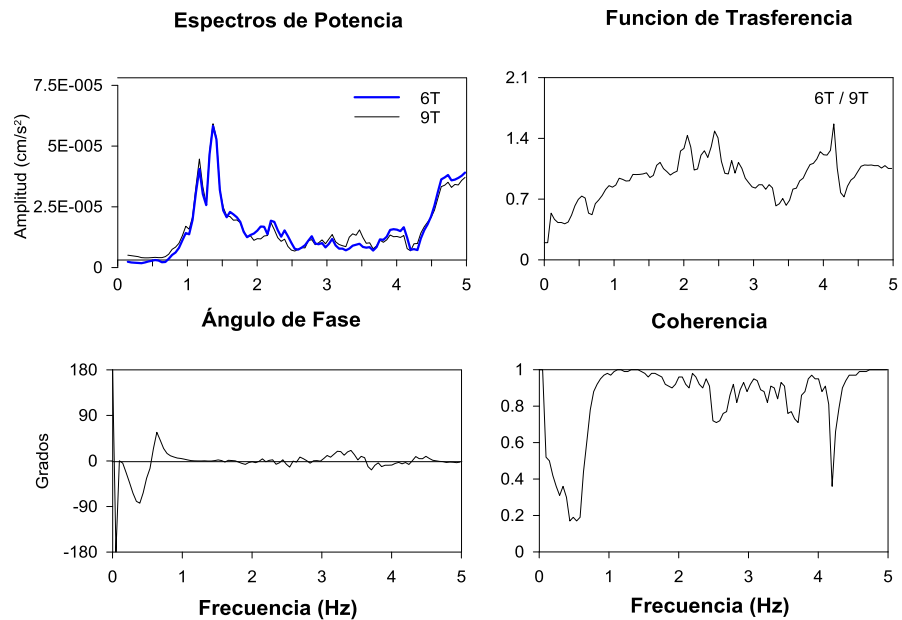 Espectros de Potencia
Funcion de Trasferencia
7.5E-005
5E-005
2.5E-005
0
Amplitud (cm/s²)
6T
9T
0 1 2 3 4 5
2.1
1.4
0.7
0
6T / 9T
0 1 2 3 4 5
Ángulo de Fase
Coherencia
180
90
0
-90
-180
Grados
0 1 2 3 4 5
Frecuencia (Hz)
1
0.8
0.6
0.4
0.2
0
0 1 2 3 4 5
Frecuencia (Hz)